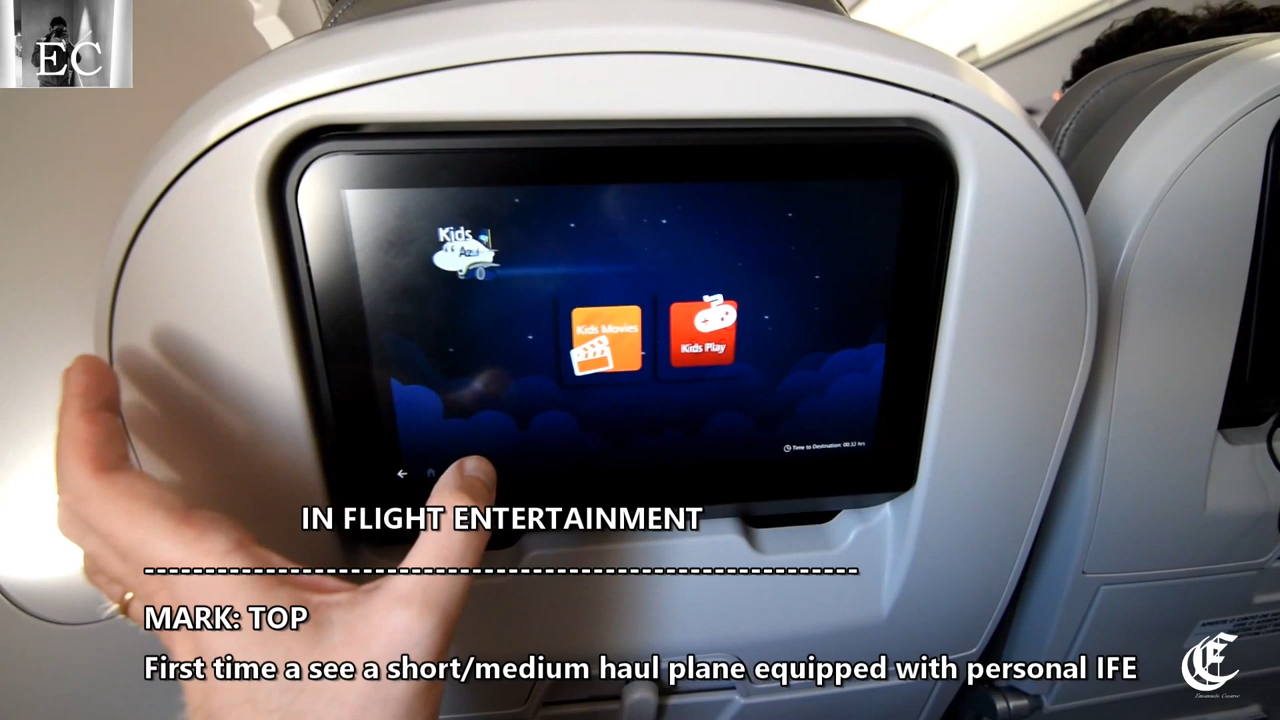 EC
Kids
Azul
Kids Movies
Kids Play
Time to Destination: 00:32 hrs
IN FLIGHT ENTERTAINMENT
-------------------------------------------------------------
MARK: TOP
First time a see a short/medium haul plane equipped with personal IFE